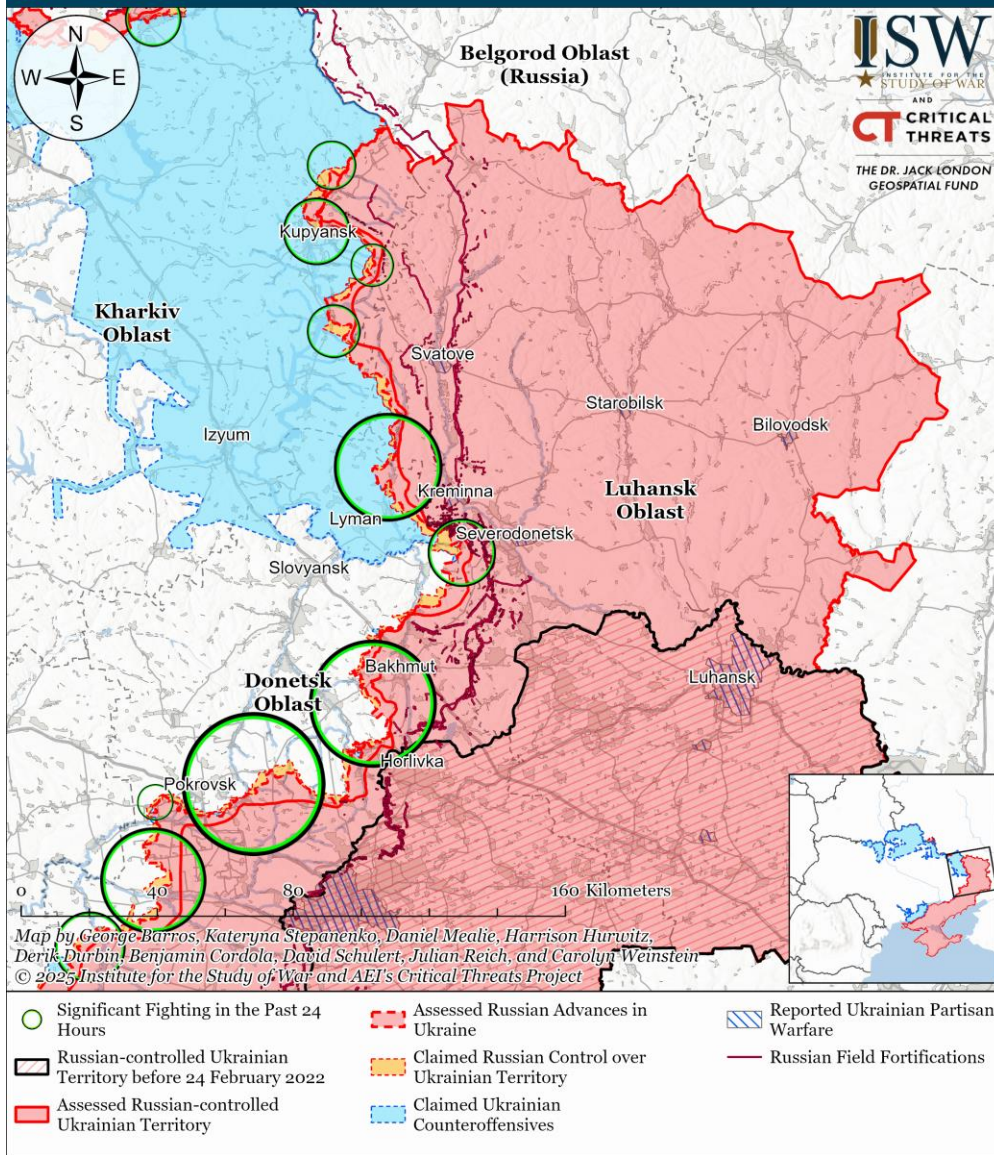 N
W
E
S
Belgorod Oblast
(Russia)
ISW
INSTITUTE FOR THE
STUDY OF WAR
AND
CT CRITICAL
THREATS
THE DR. JACK LONDON
GEOSPATIAL FUND
Kupyansk
Kharkiv
Oblast
Svatove
Starobilsk
Bilovodsk
Izyum
Kreminna
Luhansk
Oblast
Lyman
Severodonetsk
Slovyansk
Bakhmut
Luhansk
Donetsk
Oblast
Horlivka
Pokrovsk
0
40
80
160 Kilometers
Map by George Barros, Kateryna Stepanenko, Daniel Mealie, Harrison Hurwitz,
Derik Durbin, Benjamin Cordola, David Schulert, Julian Reich, and Carolyn Weinstein
© 2025 Institute for the Study of War and AEI's Critical Threats Project
Significant Fighting in the Past 24
Hours
Russian-controlled Ukrainian
Territory before 24 February 2022
Assessed Russian-controlled
Ukrainian Territory
Assessed Russian Advances in
Ukraine
Claimed Russian Control over
Ukrainian Territory
Claimed Ukrainian
Counteroffensives
Reported Ukrainian Partisan
Warfare
Russian Field Fortifications